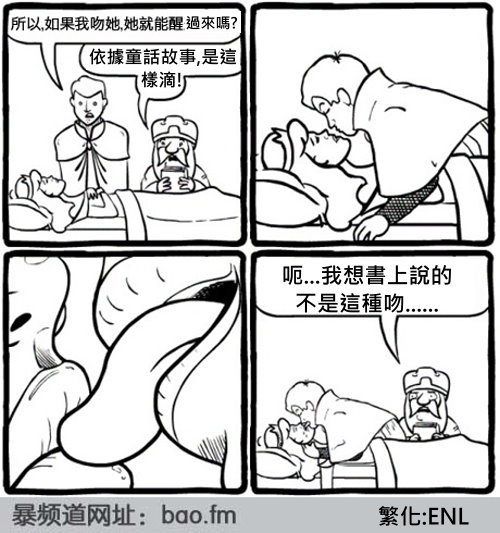 所以,如果我吻她,她就能醒過來嗎?
依據童話故事,是這
樣滴!
呃...我想書上說的
不是這種吻......
暴频道网址：bao.fm
繁化:ENL